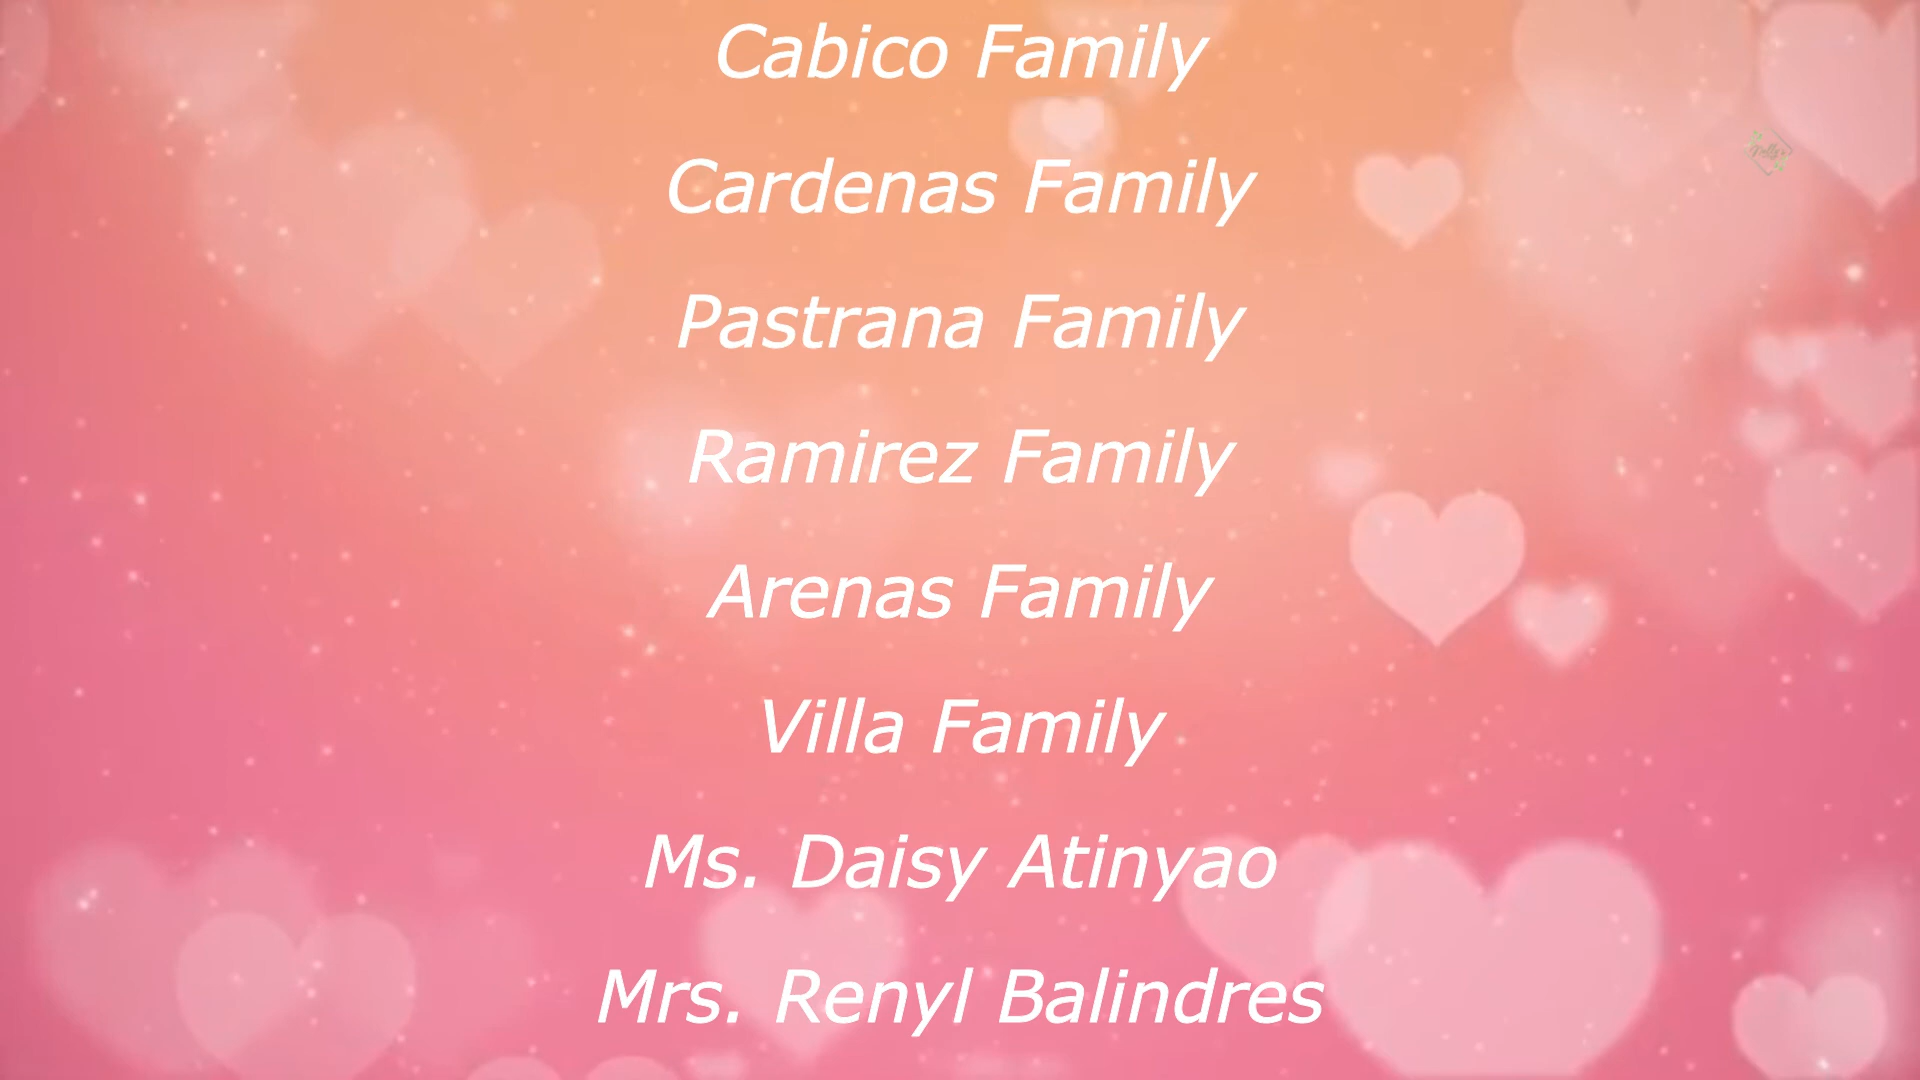 Cabico Family
Cardenas Family
Pastrana Family
Ramirez Family
Arenas Family
Villa Family
Ms. Daisy Atinyao
Mrs. Renyl Balindres